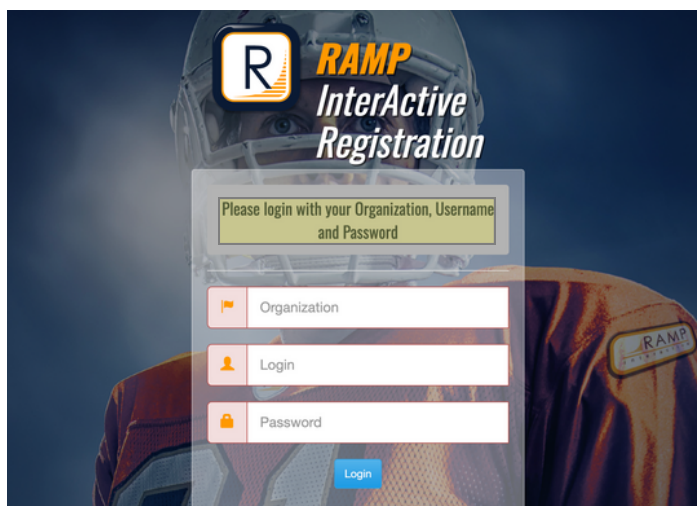 R
RAMP
InterActive
Registration
Please login with your Organization, Username
and Password
Organization
Login
Password
Login
RAMP